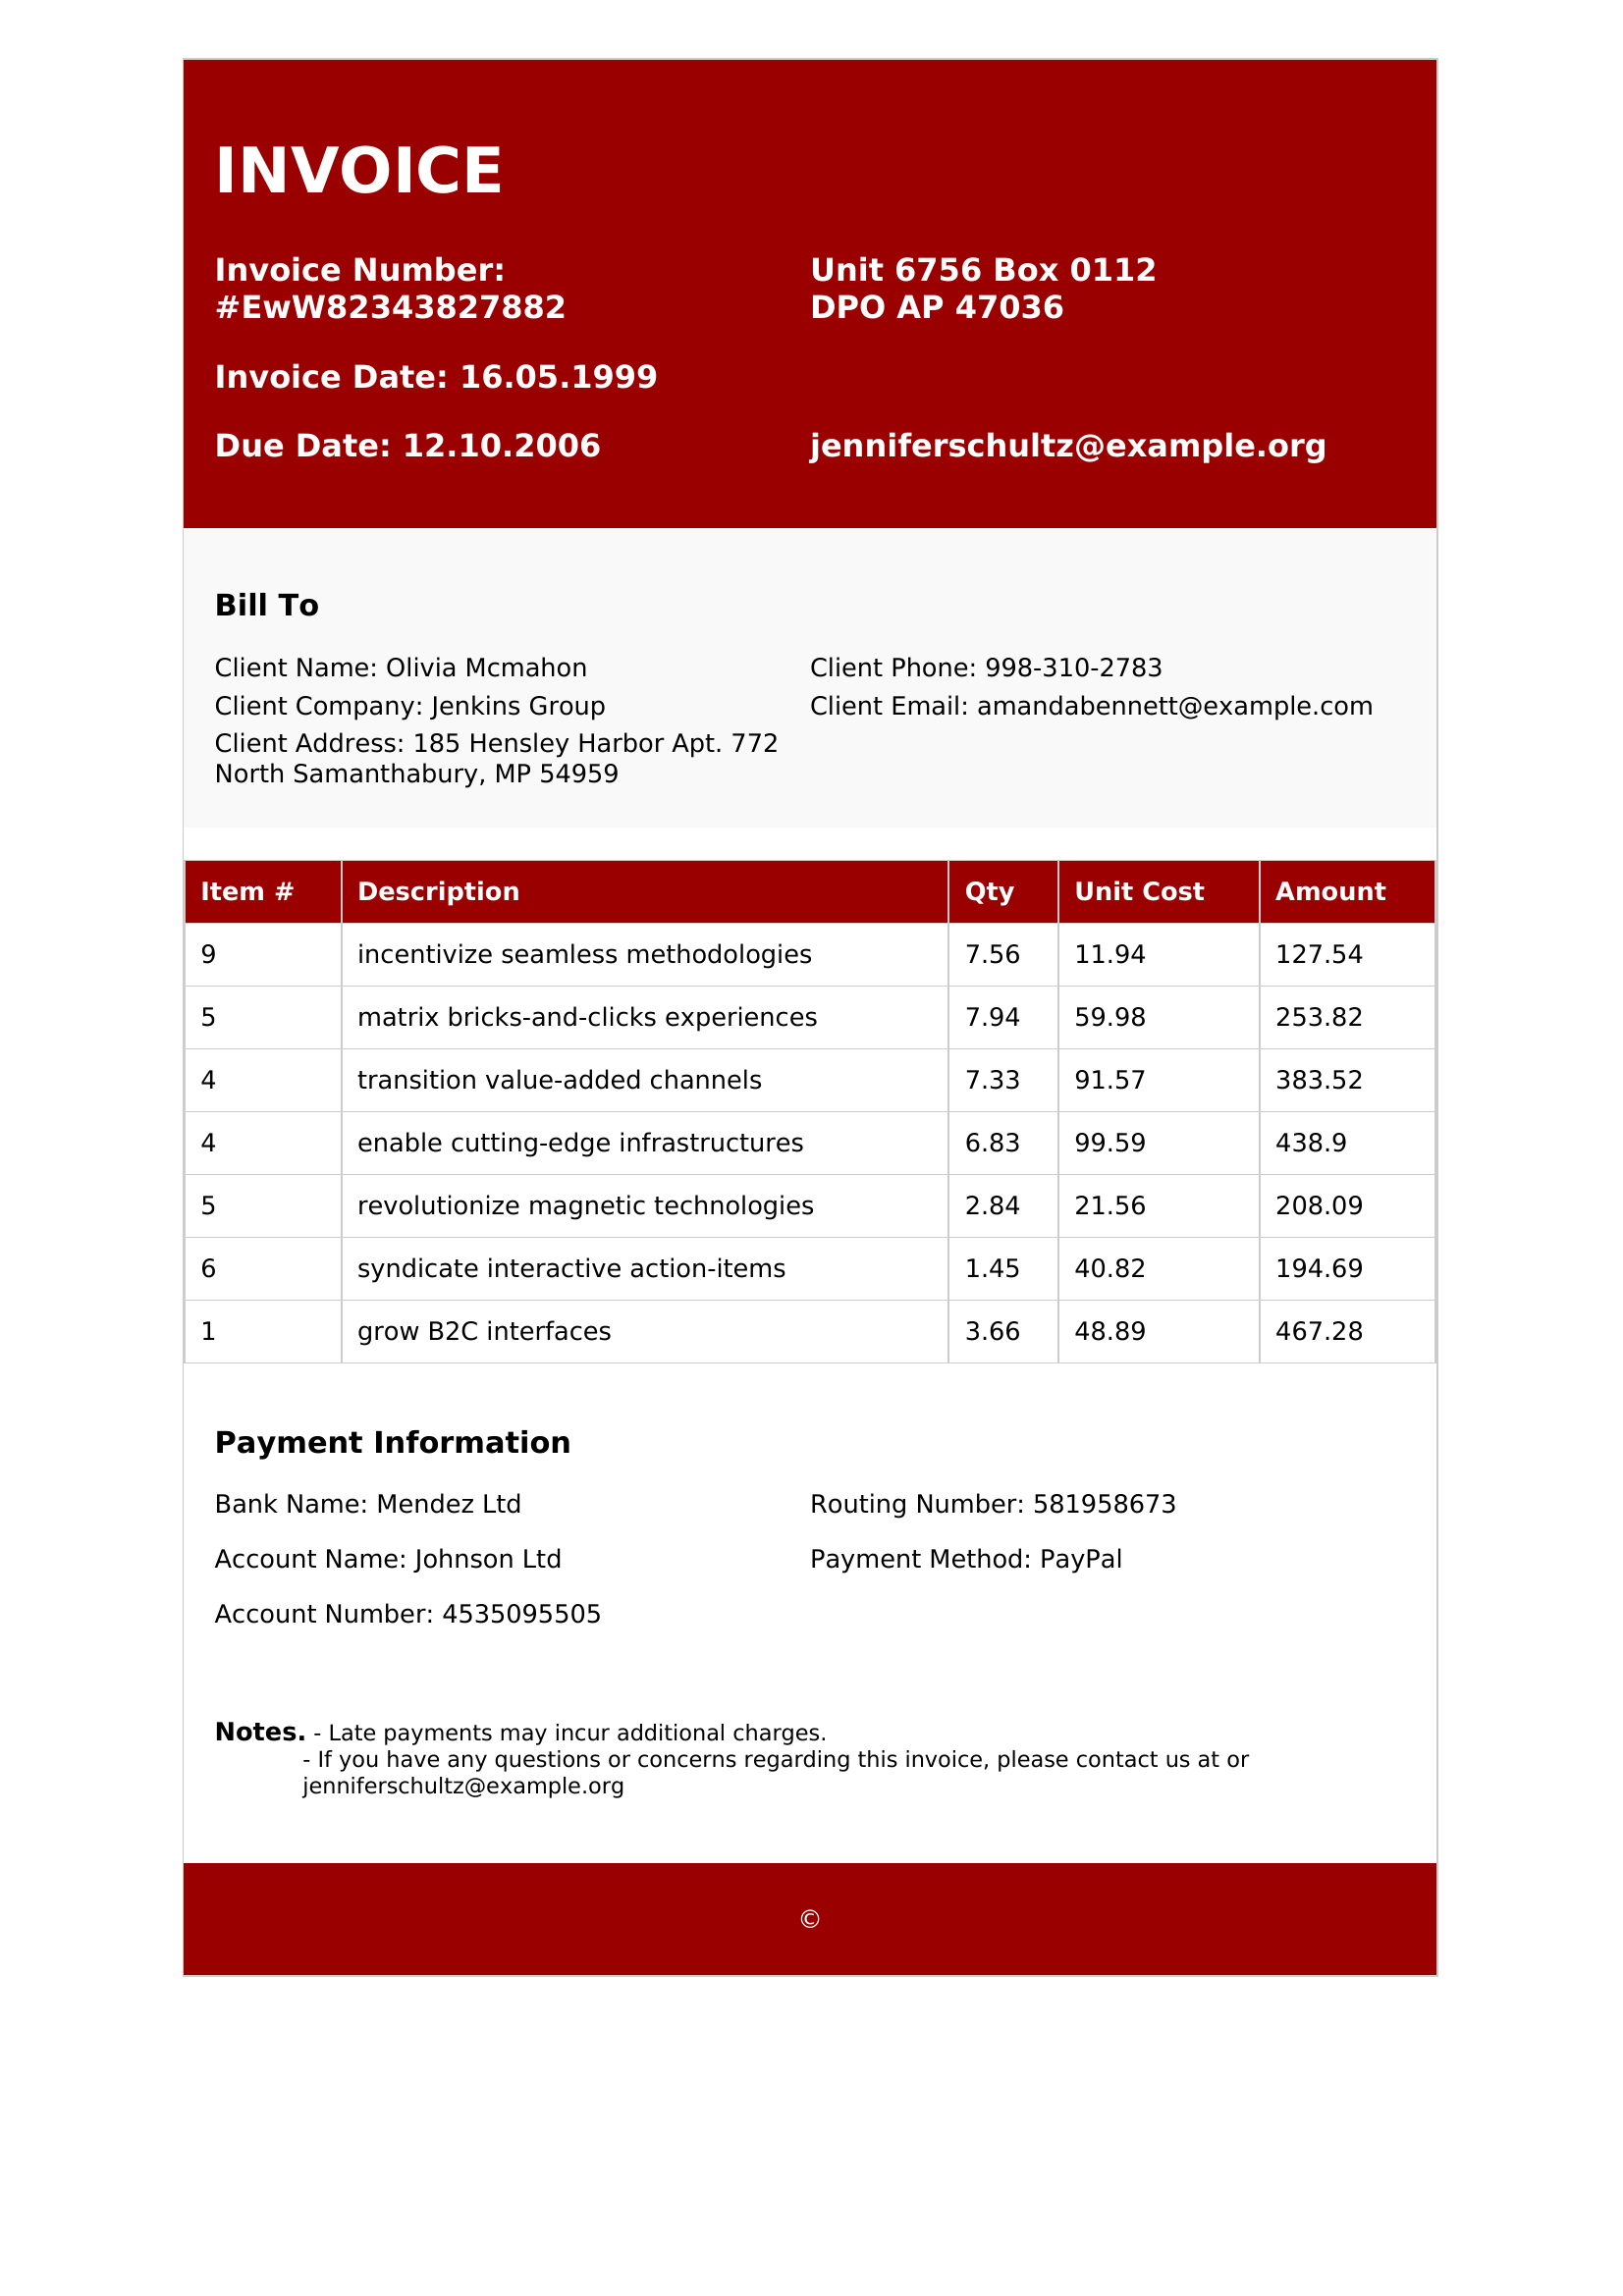 INVOICE
Invoice Number:
#EwW82343827882
Unit 6756 Box 0112
DPO AP 47036
Invoice Date: 16.05.1999
Due Date: 12.10.2006
jenniferschultz@example.org
Bill To
Client Name: Olivia Mcmahon
Client Company: Jenkins Group
Client Address: 185 Hensley Harbor Apt. 772
North Samanthabury, MP 54959
Client Phone: 998-310-2783
Client Email: amandabennett@example.com
Item # Description Qty Unit Cost Amount
9 incentivize seamless methodologies 7.56 11.94 127.54
5 matrix bricks-and-clicks experiences 7.94 59.98 253.82
4 transition value-added channels 7.33 91.57 383.52
4 enable cutting-edge infrastructures 6.83 99.59 438.9
5 revolutionize magnetic technologies 2.84 21.56 208.09
6 syndicate interactive action-items 1.45 40.82 194.69
1 grow B2C interfaces 3.66 48.89 467.28
Payment Information
Bank Name: Mendez Ltd
Account Name: Johnson Ltd
Account Number: 4535095505
Routing Number: 581958673
Payment Method: PayPal
Notes. - Late payments may incur additional charges.
- If you have any questions or concerns regarding this invoice, please contact us at or
jenniferschultz@example.org
©